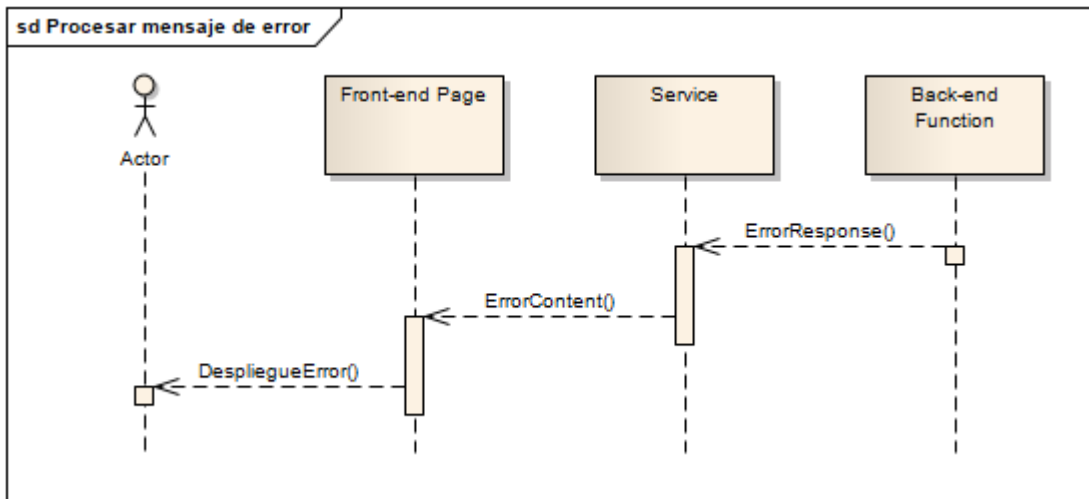 sd Procesar mensaje de error
Actor
Front-end Page
Service
Back-end
Function
ErrorResponse()
ErrorContent()
DespliegueError()